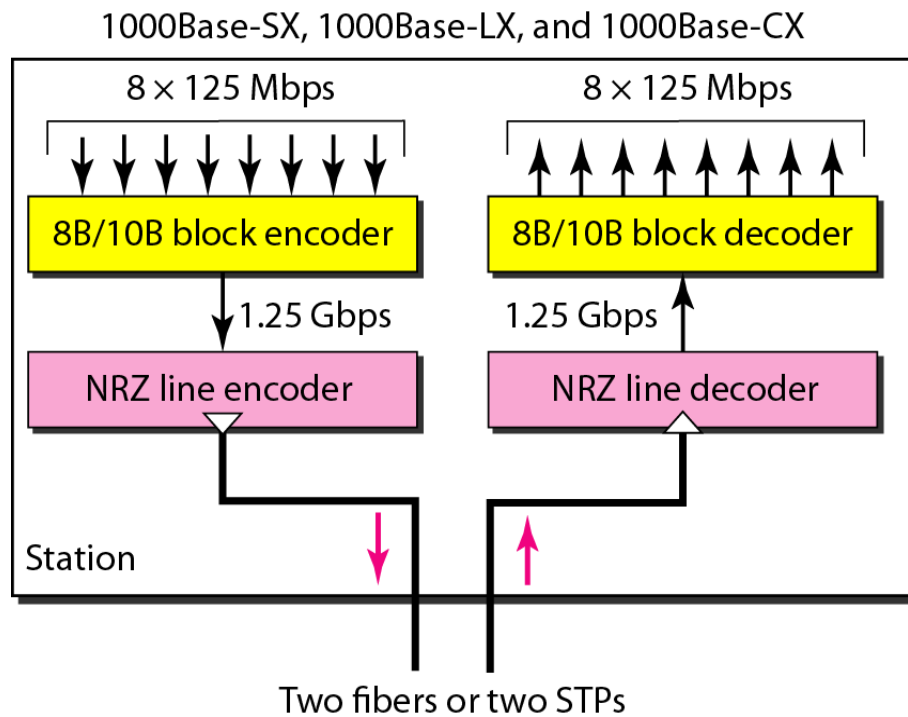 1000Base-SX, 1000Base-LX, and 1000Base-CX
8 × 125 Mbps
8 × 125 Mbps
8B/10B block encoder
8B/10B block decoder
1.25 Gbps
1.25 Gbps
NRZ line encoder
NRZ line decoder
Station
Two fibers or two STPs